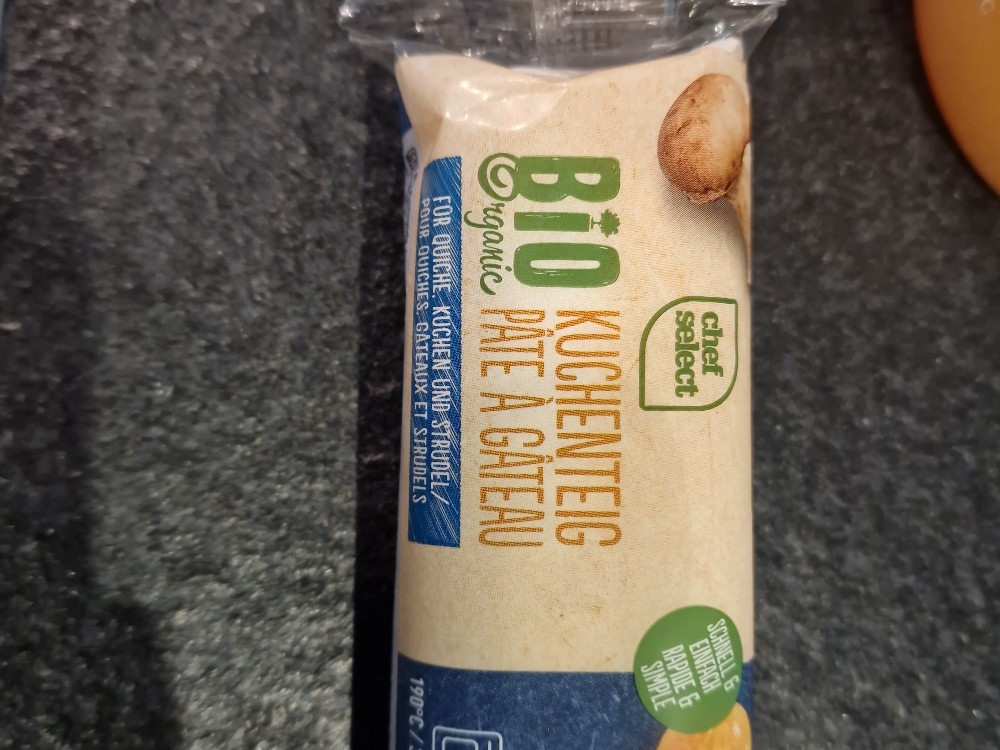 chef
select
BIO
Organic
KUCHENTEIG
PÂTE À GÂTEAU
FÜR QUICHE, KUCHEN UND STRUDEL/
POUR QUICHES, GÂTEAUX ET STRUDELS
SCHNELL &
EINFACH
RAPIDE &
SIMPLE
190°C /